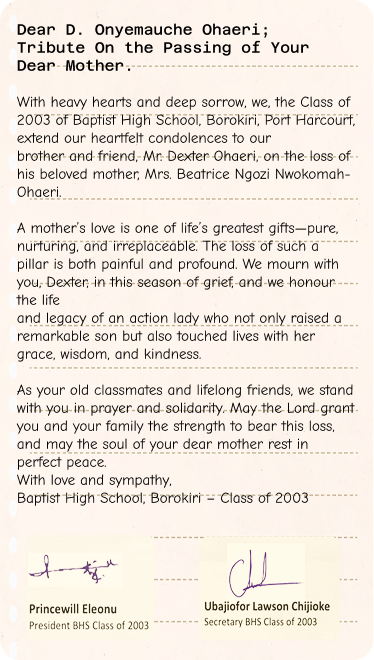 Dear D. Onyemauche Ohaeri;
Tribute On the Passing of Your
Dear Mother.
With heavy hearts and deep sorrow, we, the Class of
2003 of Baptist High School, Borokiri, Port Harcourt,
extend our heartfelt condolences to our
brother and friend, Mr. Dexter Ohaeri, on the loss of
his beloved mother, Mrs. Beatrice Ngozi Nwokomah-
Ohaeri.
A mother's love is one of life's greatest gifts—pure,
nurturing, and irreplaceable. The loss of such a
pillar is both painful and profound. We mourn with
you, Dexter, in this season of grief, and we honour
the life
and legacy of an action lady who not only raised a
remarkable son but also touched lives with her
grace, wisdom, and kindness.
As your old classmates and lifelong friends, we stand
with you in prayer and solidarity. May the Lord grant
you and your family the strength to bear this loss,
and may the soul of your dear mother rest in
perfect peace.
With love and sympathy,
Baptist High School, Borokiri – Class of 2003
Princewill Eleonu
President BHS Class of 2003
Ubajiofor Lawson Chijioke
Secretary BHS Class of 2003